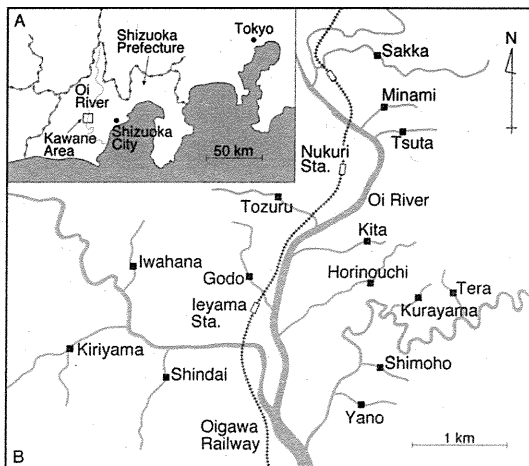 A
Tokyo
Shizuoka
Prefecture
Oi
River
Kawane
Area
Shizuoka
City
50 km
N
Sakka
Minami
Tsuta
Nukuri
Sta.
Oi River
Tozuru
Kita
Iwahana
Godo
Horinouchi
Tera
Kurayama
Ieyama
Sta.
Kiriyama
Shindai
Shimoho
Yano
Oigawa
Railway
1 km
B